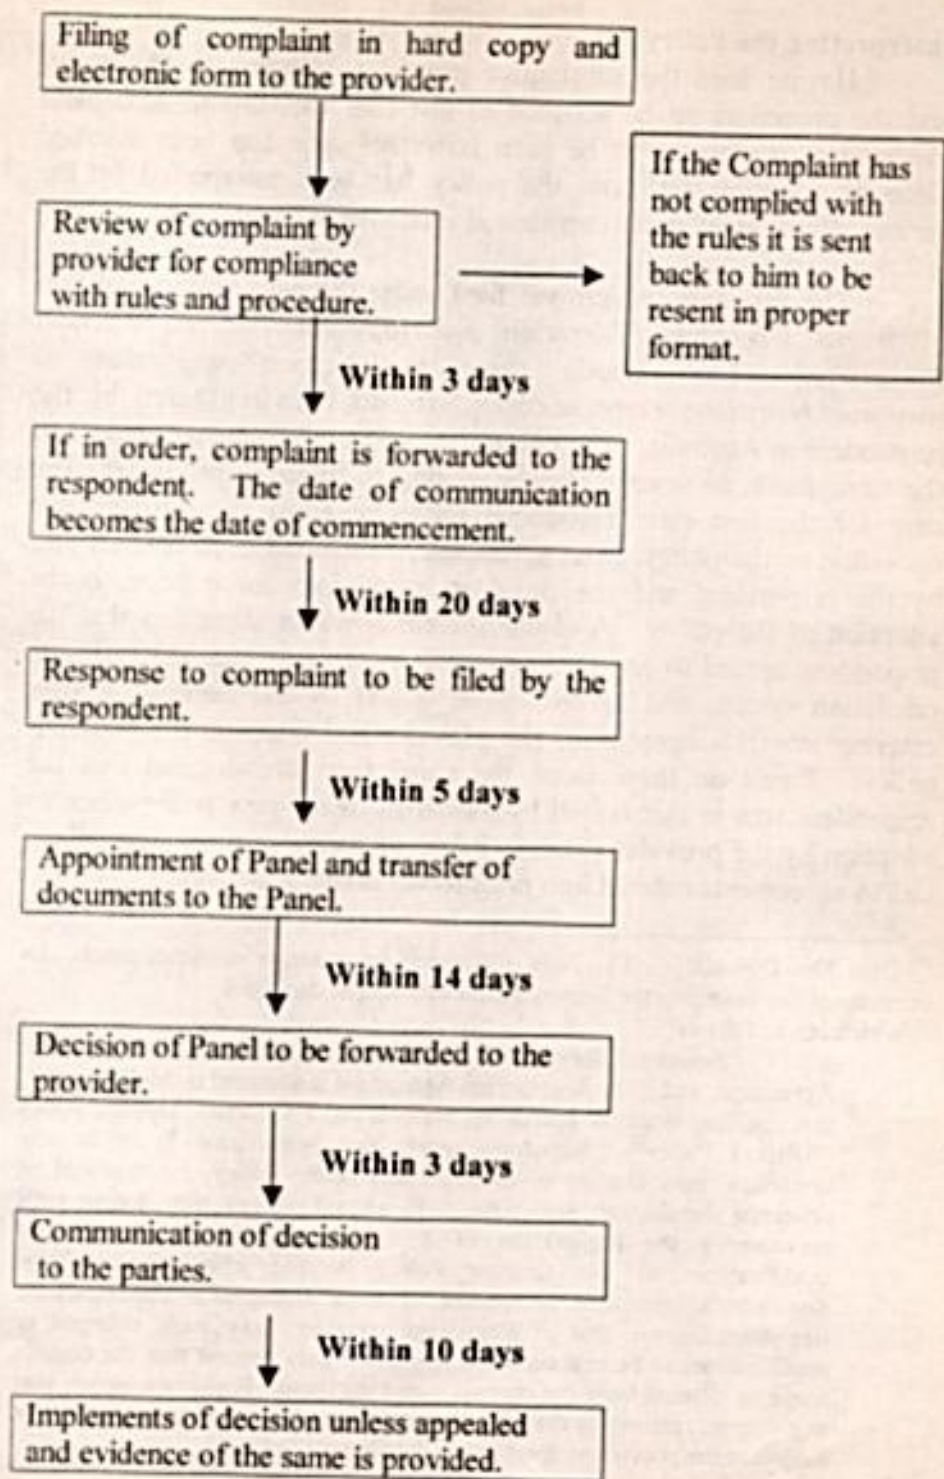 Filing of complaint in hard copy and
electronic form to the provider.
If the Complaint has
not complied with
the rules it is sent
back to him to be
resent in proper
format.
Review of complaint by
provider for compliance
with rules and procedure.
Within 3 days
If in order, complaint is forwarded to the
respondent. The date of communication
becomes the date of commencement.
Within 20 days
Response to complaint to be filed by the
respondent.
Within 5 days
Appointment of Panel and transfer of
documents to the Panel.
Within 14 days
Decision of Panel to be forwarded to the
provider.
Within 3 days
Communication of decision
to the parties.
Within 10 days
Implements of decision unless appealed
and evidence of the same is provided.